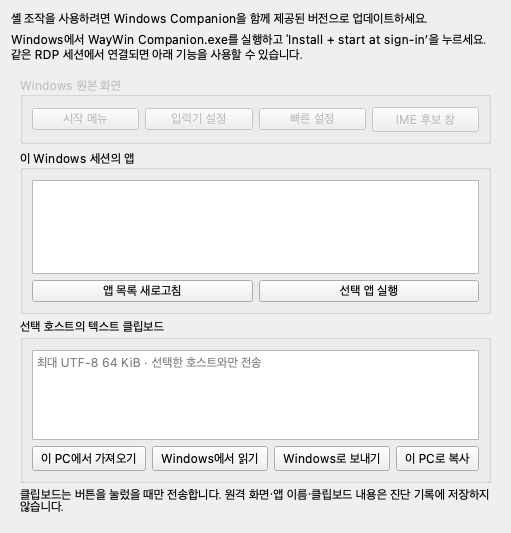 셸 조작을 사용하려면 Windows Companion을 함께 제공된 버전으로 업데이트하세요.
Windows에서 WayWin Companion.exe를 실행하고 ‘Install + start at sign-in’을 누르세요.
같은 RDP 세션에서 연결되면 아래 기능을 사용할 수 있습니다.
Windows 원본 화면
시작 메뉴 입력기 설정 빠른 설정 IME 후보 창
이 Windows 세션의 앱
앱 목록 새로고침 선택 앱 실행
선택 호스트의 텍스트 클립보드
최대 UTF-8 64 KiB · 선택한 호스트와만 전송
이 PC에서 가져오기 Windows에서 읽기 Windows로 보내기 이 PC로 복사
클립보드는 버튼을 눌렀을 때만 전송합니다. 원격 화면·앱 이름·클립보드 내용은 진단 기록에 저장하지
않습니다.